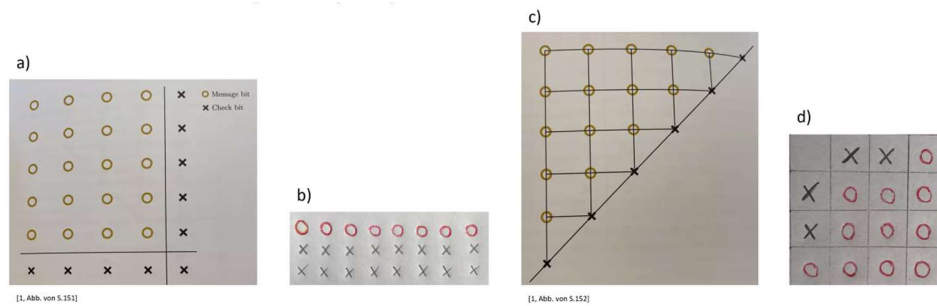 a)
Message bit
Check bit
[1, Abb. von S.151]
b)
c)
[1, Abb. von S.152]
d)